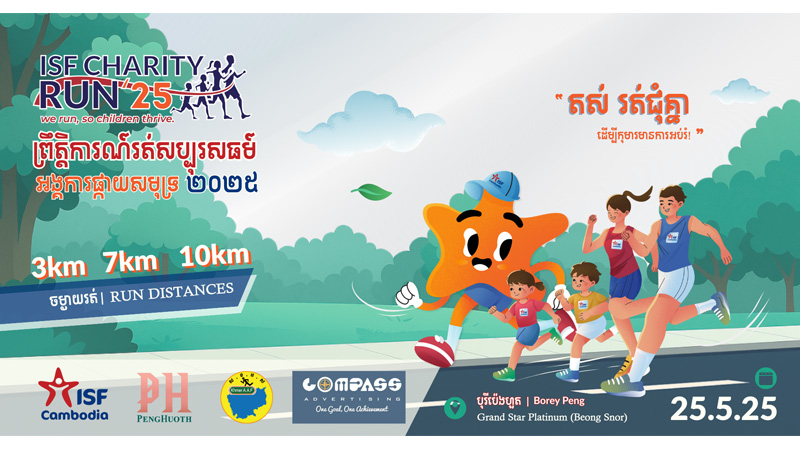 ISF CHARITY
RUN '25
we run, so children thrive.
ព្រឹត្តិការណ៍រត់សប្បុរសធម៍
អង្គការផ្កាយសមុទ្រ ២០២៥
3km 7km 10km
ចម្ងាយរត់ | RUN DISTANCES
“ តស់ រត់ជុំគ្នា
ដើម្បីកុមារមានការអប់រំ! ”
ISF
Cambodia
PH
PENGHUOTH
COMPASS
ADVERTISING
One Goal, One Achievement
បុរីប៉េងហួត | Borey Peng
Grand Star Platinum (Beong Snor)
25.5.25